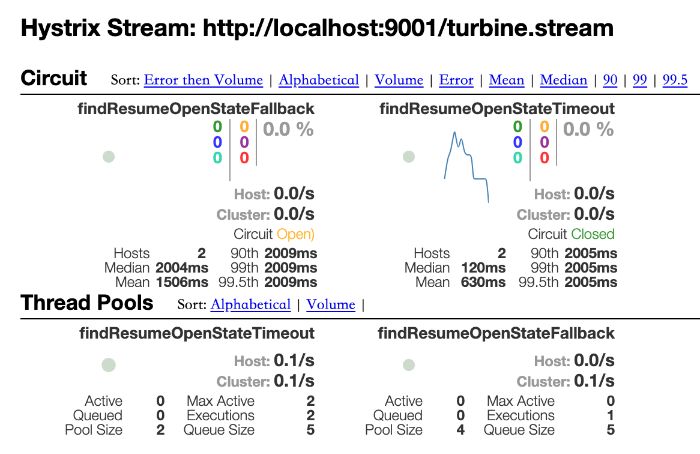 Hystrix Stream: http://localhost:9001/turbine.stream
Circuit Sort: Error then Volume | Alphabetical | Volume | Error | Mean | Median | 90 | 99 | 99.5
findResumeOpenStateFallback findResumeOpenStateTimeout
0 0 0.0 % 0 0 0.0 %
0 0 0 0
0 0 0 0
Host: 0.0/s Host: 0.0/s
Cluster: 0.0/s Cluster: 0.0/s
Circuit Open) Circuit Closed
Hosts 2 90th 2009ms Hosts 2 90th 2005ms
Median 2004ms 99th 2009ms Median 120ms 99th 2005ms
Mean 1506ms 99.5th 2009ms Mean 630ms 99.5th 2005ms
Thread Pools Sort: Alphabetical | Volume |
findResumeOpenStateTimeout findResumeOpenStateFallback
Host: 0.1/s Host: 0.0/s
Cluster: 0.1/s Cluster: 0.0/s
Active 0 Max Active 2 Active 0 Max Active 0
Queued 0 Executions 2 Queued 0 Executions 1
Pool Size 2 Queue Size 5 Pool Size 4 Queue Size 5